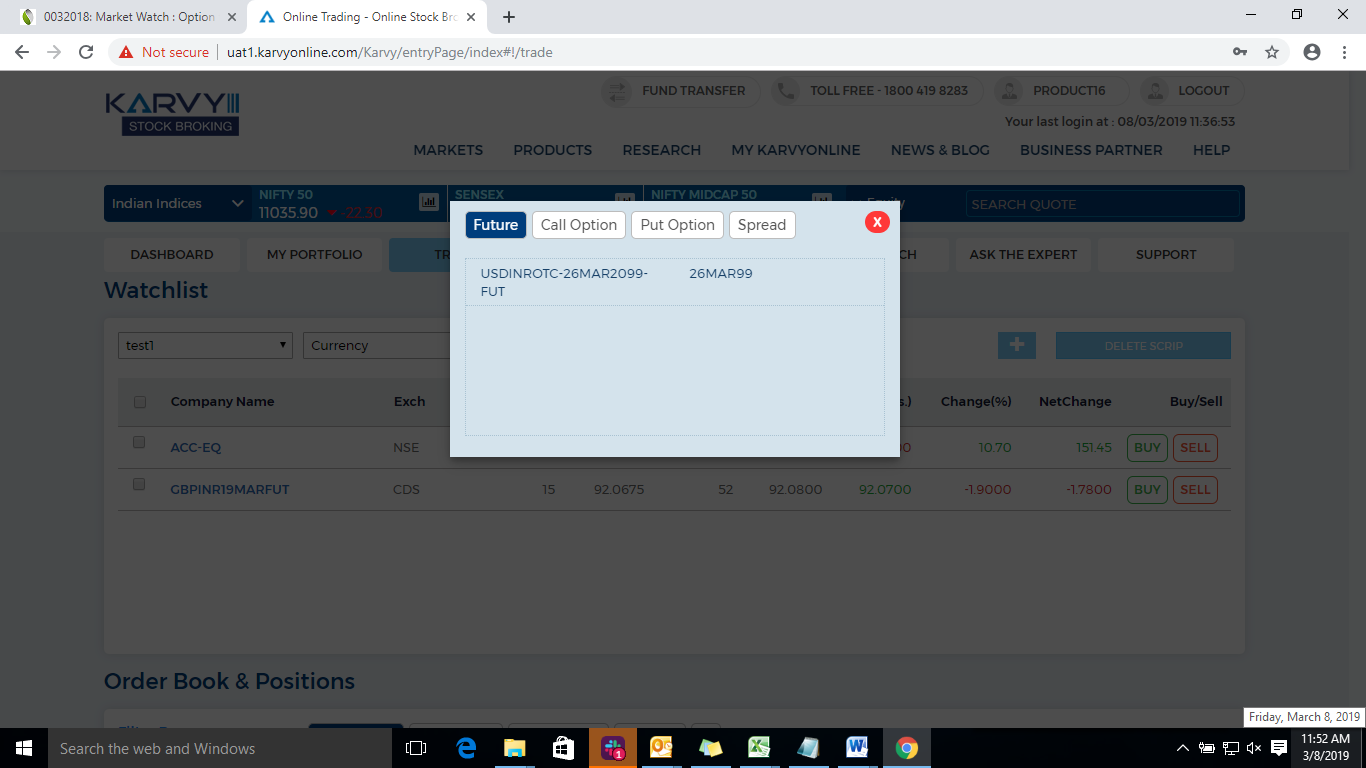 0032018: Market Watch : Option
Online Trading - Online Stock Bro
Not secure | uat1.karvyonline.com/Karvy/entryPage/index#!/trade
KARVY
STOCK BROKING
FUND TRANSFER
TOLL FREE - 1800 419 8283
PRODUCT16
LOGOUT
Your last login at : 08/03/2019 11:36:53
MARKETS PRODUCTS RESEARCH MY KARVYONLINE NEWS & BLOG BUSINESS PARTNER HELP
Indian Indices
NIFTY 50
11035.90 -22.30
SENSEX
NIFTY MIDCAP 50
Equity
SEARCH QUOTE
Future Call Option Put Option Spread X
DASHBOARD MY PORTFOLIO TR CH ASK THE EXPERT SUPPORT
USDINROTC-26MAR2099-
FUT
26MAR99
Watchlist
test1 Currency DELETE SCRIP
Company Name Exch s.) Change(%) NetChange Buy/Sell
ACC-EQ NSE 0 10.70 151.45 BUY SELL
GBPINR19MARFUT CDS 15 92.0675 52 92.0800 92.0700 -1.9000 -1.7800 BUY SELL
Order Book & Positions
Friday, March 8, 2019
Search the web and Windows
1
11:52 AM
3/8/2019